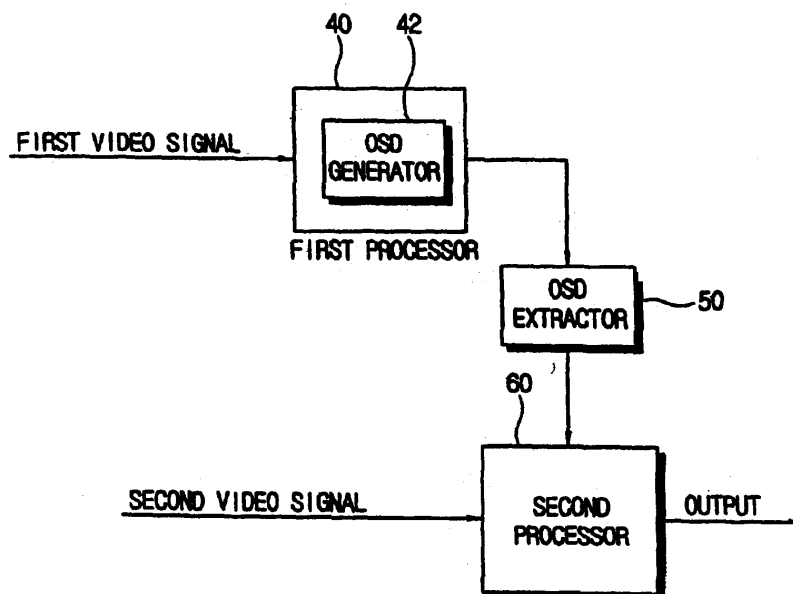 40
42
FIRST VIDEO SIGNAL
OSD
GENERATOR
FIRST PROCESSOR
OSD
EXTRACTOR
50
60
SECOND VIDEO SIGNAL
SECOND
PROCESSOR
OUTPUT